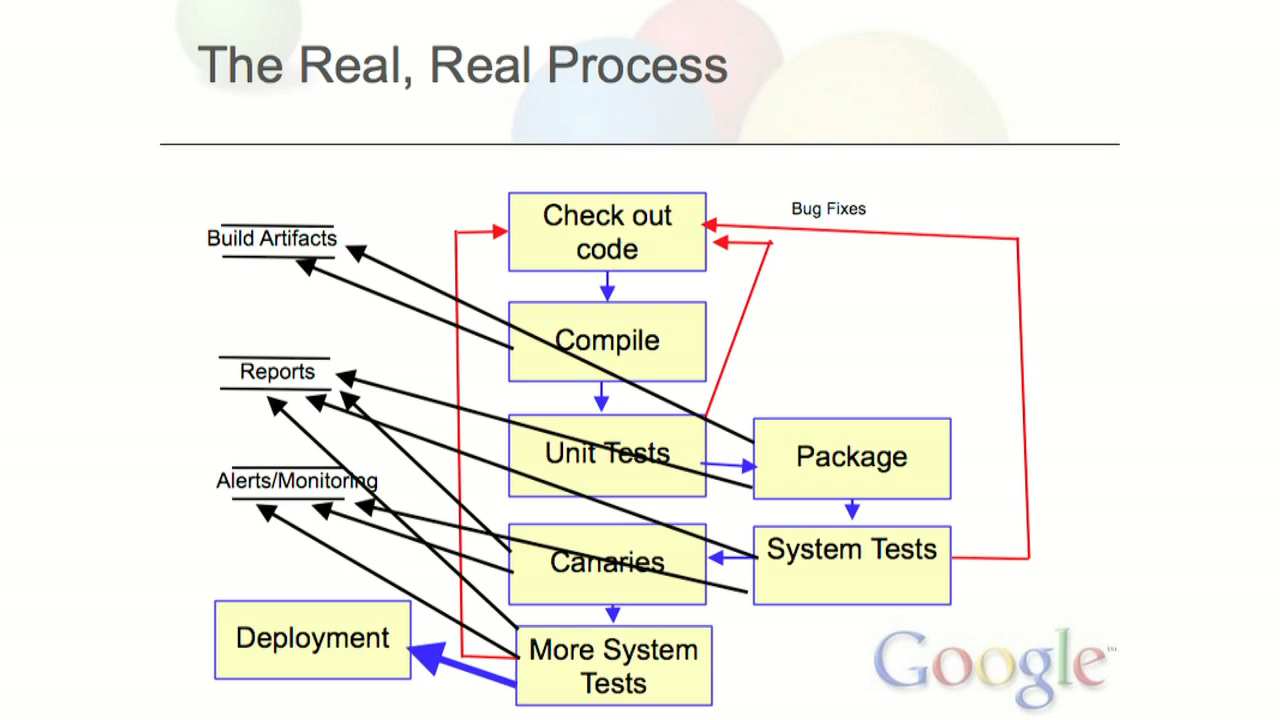 The Real, Real Process
Bug Fixes
Check out
code
Build Artifacts
Compile
Reports
Unit Tests
Package
Alerts/Monitoring
System Tests
Canaries
Deployment
More System
Tests
Google™